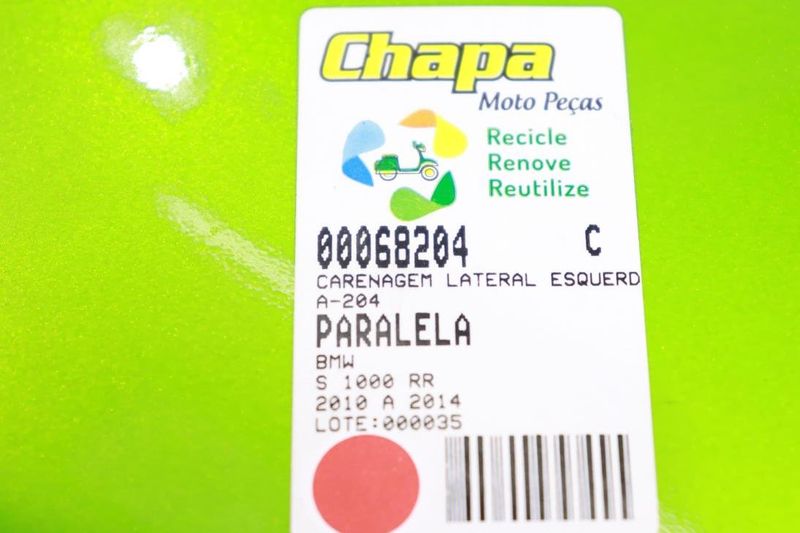 Chapa
Moto Peças
Recicle
Renove
Reutilize
00068204 C
CARENAGEM LATERAL ESQUERD
A-204
PARALELA
BMW
S 1000 RR
2010 A 2014
LOTE:000035